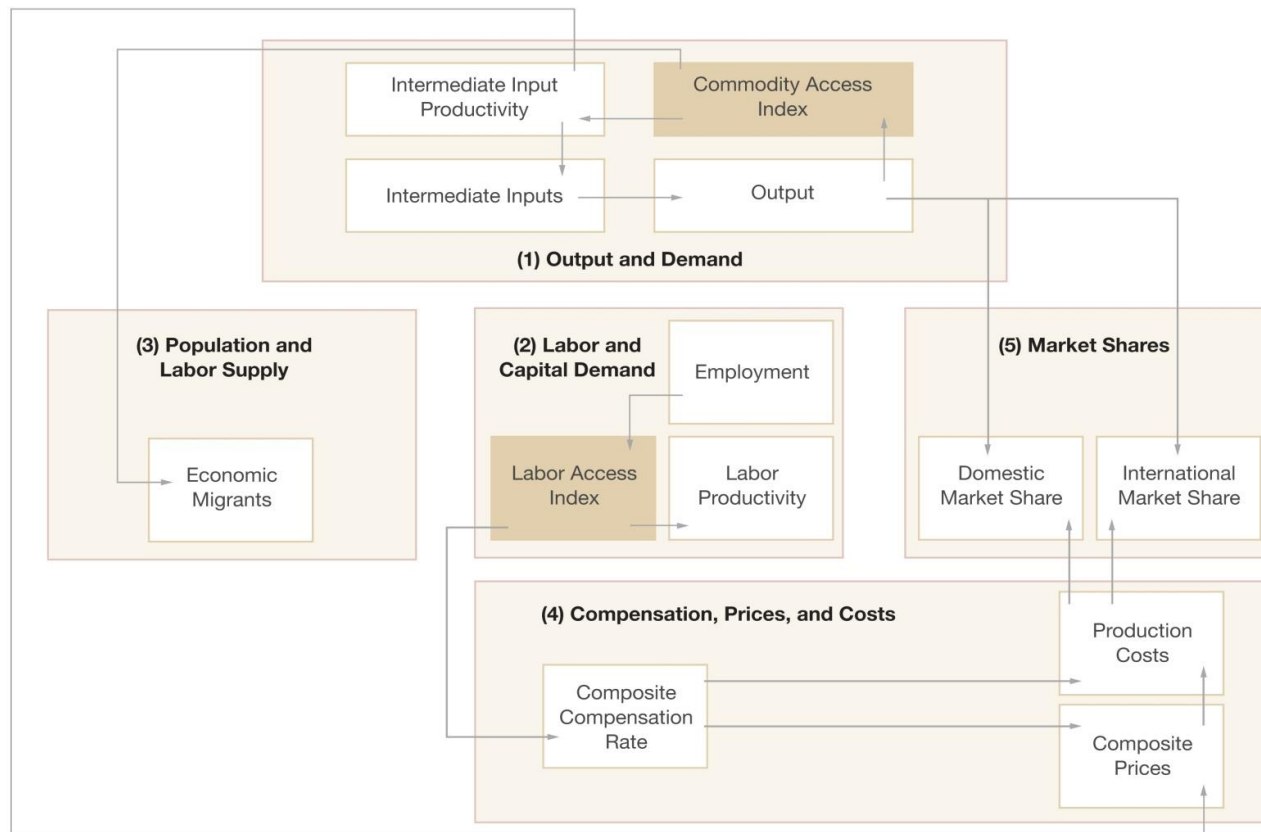 Intermediate Input
Productivity
Commodity Access
Index
Intermediate Inputs
Output
(1) Output and Demand
(3) Population and
Labor Supply
Economic
Migrants
(2) Labor and
Capital Demand
Employment
Labor Access
Index
Labor
Productivity
(5) Market Shares
Domestic
Market Share
International
Market Share
(4) Compensation, Prices, and Costs
Production
Costs
Composite
Compensation
Rate
Composite
Prices